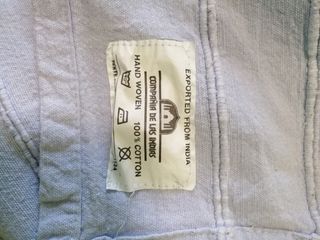 EXPORTED FROM INDIA
COMPAÑIA
DE LAS INDIAS
HAND WOVEN
100% COTTON